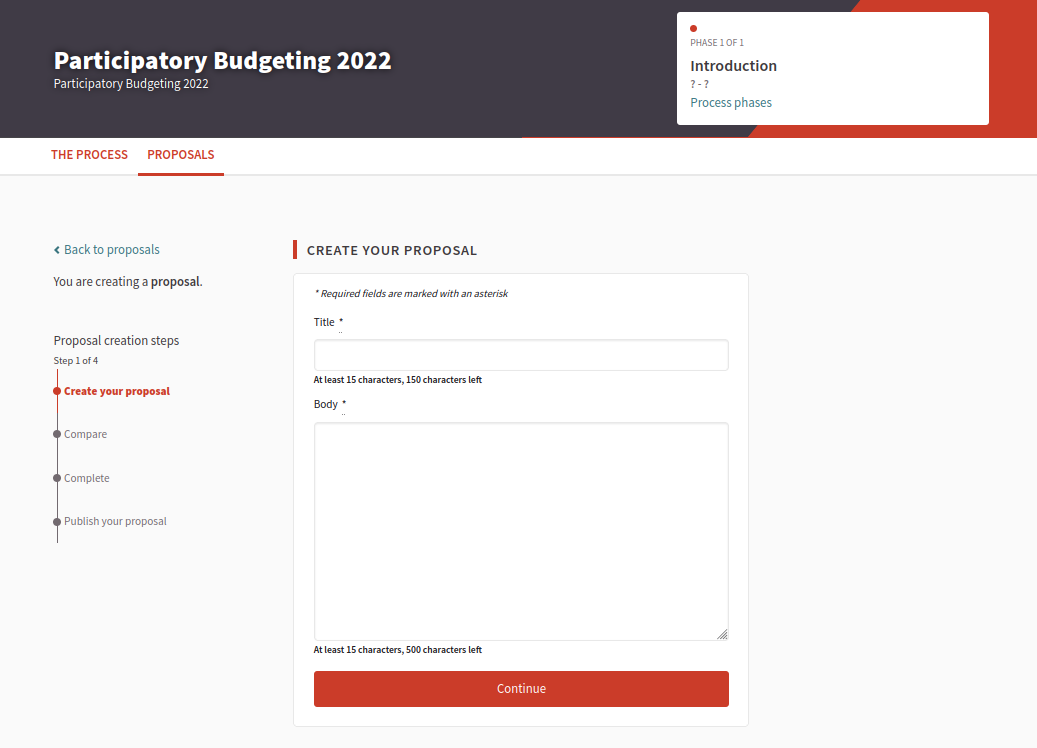 Participatory Budgeting 2022
Participatory Budgeting 2022
PHASE 1 OF 1
Introduction
? - ?
Process phases
THE PROCESS PROPOSALS
Back to proposals
You are creating a proposal.
Proposal creation steps
Step 1 of 4
Create your proposal
Compare
Complete
Publish your proposal
CREATE YOUR PROPOSAL
* Required fields are marked with an asterisk
Title *
At least 15 characters, 150 characters left
Body *
At least 15 characters, 500 characters left
Continue